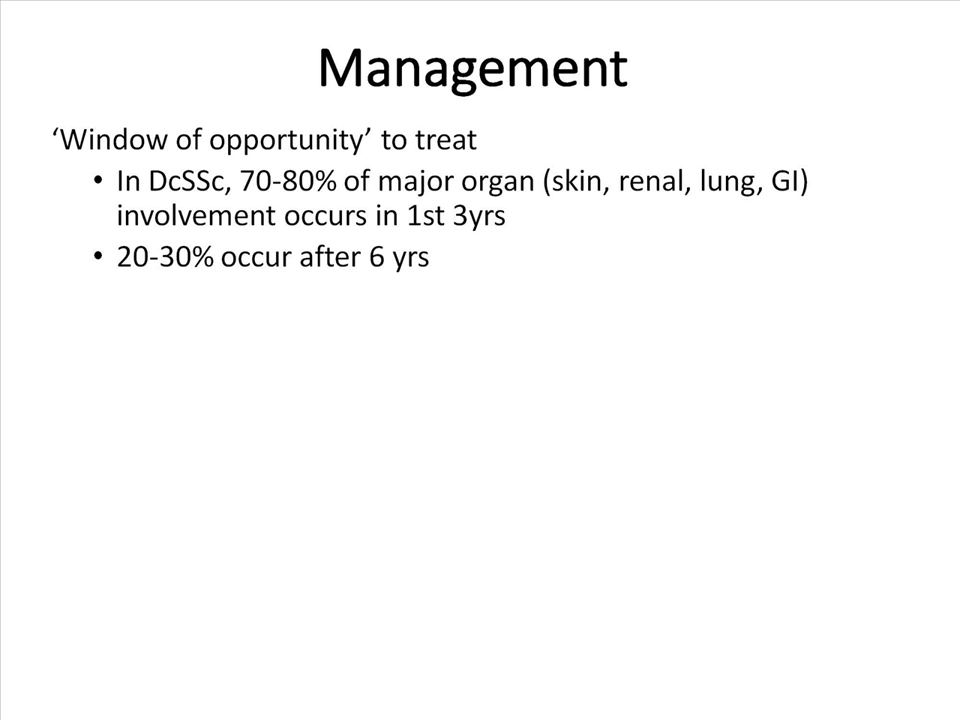 Management
‘Window of opportunity’ to treat
• In DcSSc, 70-80% of major organ (skin, renal, lung, GI)
involvement occurs in 1st 3yrs
• 20-30% occur after 6 yrs